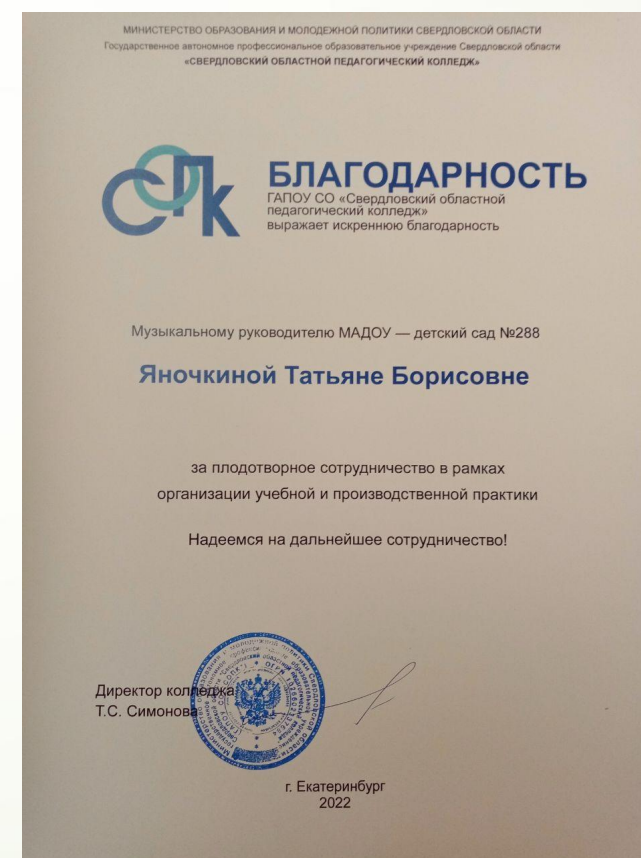 МИНИСТЕРСТВО ОБРАЗОВАНИЯ И МОЛОДЕЖНОЙ ПОЛИТИКИ СВЕРДЛОВСКОЙ ОБЛАСТИ
Государственное автономное профессиональное образовательное учреждение Свердловской области
«СВЕРДЛОВСКИЙ ОБЛАСТНОЙ ПЕДАГОГИЧЕСКИЙ КОЛЛЕДЖ»
СОПК
БЛАГОДАРНОСТЬ
ГАПОУ СО «Свердловский областной
педагогический колледж»
выражает искреннюю благодарность
Музыкальному руководителю МАДОУ — детский сад №288
Яночкиной Татьяне Борисовне
за плодотворное сотрудничество в рамках
организации учебной и производственной практики
Надеемся на дальнейшее сотрудничество!
Директор колледжа
Т.С. Симонова
г. Екатеринбург
2022